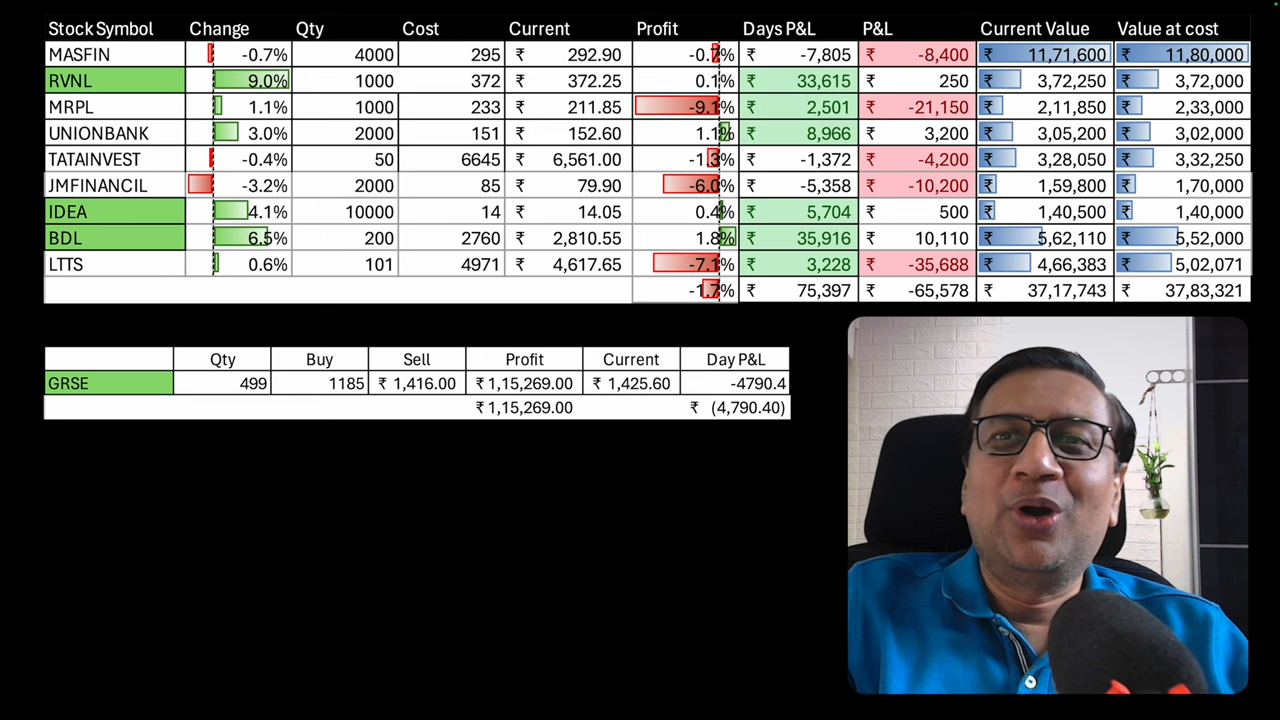 Stock Symbol Change Qty Cost Current Profit Days P&L P&L Current Value Value at cost
MASFIN -0.7% 4000 295 ₹ 292.90 -0.7% ₹ -7,805 ₹ -8,400 ₹ 11,71,600 ₹ 11,80,000
RVNL 9.0% 1000 372 ₹ 372.25 0.1% ₹ 33,615 ₹ 250 ₹ 3,72,250 ₹ 3,72,000
MRPL 1.1% 1000 233 ₹ 211.85 -9.1% ₹ 2,501 ₹ -21,150 ₹ 2,11,850 ₹ 2,33,000
UNIONBANK 3.0% 2000 151 ₹ 152.60 1.1% ₹ 8,966 ₹ 3,200 ₹ 3,05,200 ₹ 3,02,000
TATAINVEST -0.4% 50 6645 ₹ 6,561.00 -1.3% ₹ -1,372 ₹ -4,200 ₹ 3,28,050 ₹ 3,32,250
JMFINANCIL -3.2% 2000 85 ₹ 79.90 -6.0% ₹ -5,358 ₹ -10,200 ₹ 1,59,800 ₹ 1,70,000
IDEA 4.1% 10000 14 ₹ 14.05 0.4% ₹ 5,704 ₹ 500 ₹ 1,40,500 ₹ 1,40,000
BDL 6.5% 200 2760 ₹ 2,810.55 1.8% ₹ 35,916 ₹ 10,110 ₹ 5,62,110 ₹ 5,52,000
LTTS 0.6% 101 4971 ₹ 4,617.65 -7.1% ₹ 3,228 ₹ -35,688 ₹ 4,66,383 ₹ 5,02,071
-1.7% ₹ 75,397 ₹ -65,578 ₹ 37,17,743 ₹ 37,83,321
Qty Buy Sell Profit Current Day P&L
GRSE 499 1185 ₹ 1,416.00 ₹ 1,15,269.00 ₹ 1,425.60 -4790.4
₹ 1,15,269.00 ₹ (4,790.40)